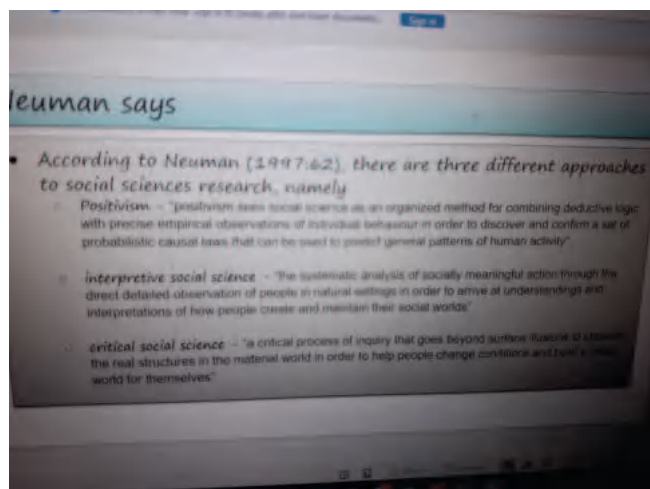 Sign in
Neuman says
According to Neuman (1997:62), there are three different approaches
to social sciences research, namely
Positivism - "positivism sees social science as an organized method for combining deductive logic
with precise empirical observations of individual behaviour in order to discover and confirm a set of
probabilistic causal laws that can be used to predict general patterns of human activity"
interpretive social science - "the systematic analysis of socially meaningful action through the
direct detailed observation of people in natural settings in order to arrive at understandings and
interpretations of how people create and maintain their social worlds"
critical social science - "a critical process of inquiry that goes beyond surface illusions to
the real structures in the material world in order to help people change conditions and
world for themselves"